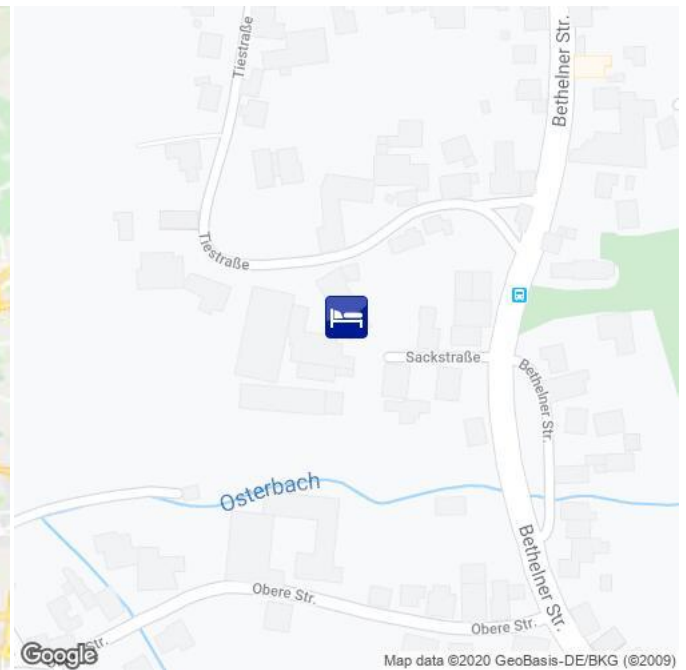 Bethelner Str.
Tiestraße
Tiestraße
Sackstraße
Bethelner Str.
Osterbach
Bethelner Str.
Obere Str.
Obere Str.
Str.
Google
Map data ©2020 GeoBasis-DE/BKG (©2009)